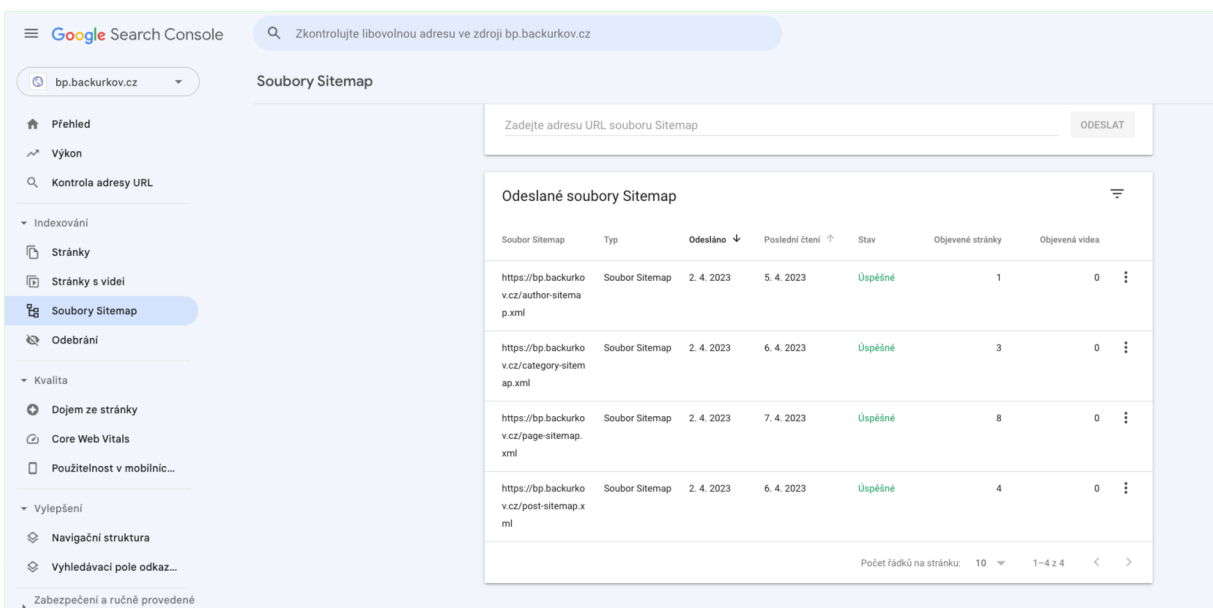 Google Search Console
Zkontrolujte libovolnou adresu ve zdroji bp.backurkov.cz
bp.backurkov.cz
Soubory Sitemap
Přehled
Výkon
Kontrola adresy URL
Indexování
Stránky
Stránky s videi
Soubory Sitemap
Odebrání
Kvalita
Dojem ze stránky
Core Web Vitals
Použitelnost v mobilníc...
Vylepšení
Navigační struktura
Vyhledávací pole odkaz...
Zabezpečení a ručně provedené
Zadejte adresu URL souboru Sitemap
ODESLAT
Odeslané soubory Sitemap
Soubor Sitemap Typ Odesláno Poslední čtení Stav Objevené stránky Objevená videa
https://bp.backurko Soubor Sitemap 2. 4. 2023 5. 4. 2023 Úspěšné 1 0
v.cz/author-sitema
p.xml
https://bp.backurko Soubor Sitemap 2. 4. 2023 6. 4. 2023 Úspěšné 3 0
v.cz/category-sitem
ap.xml
https://bp.backurko Soubor Sitemap 2. 4. 2023 7. 4. 2023 Úspěšné 8 0
v.cz/page-sitemap.
xml
https://bp.backurko Soubor Sitemap 2. 4. 2023 6. 4. 2023 Úspěšné 4 0
v.cz/post-sitemap.x
ml
Počet řádků na stránku: 10 1–4 z 4